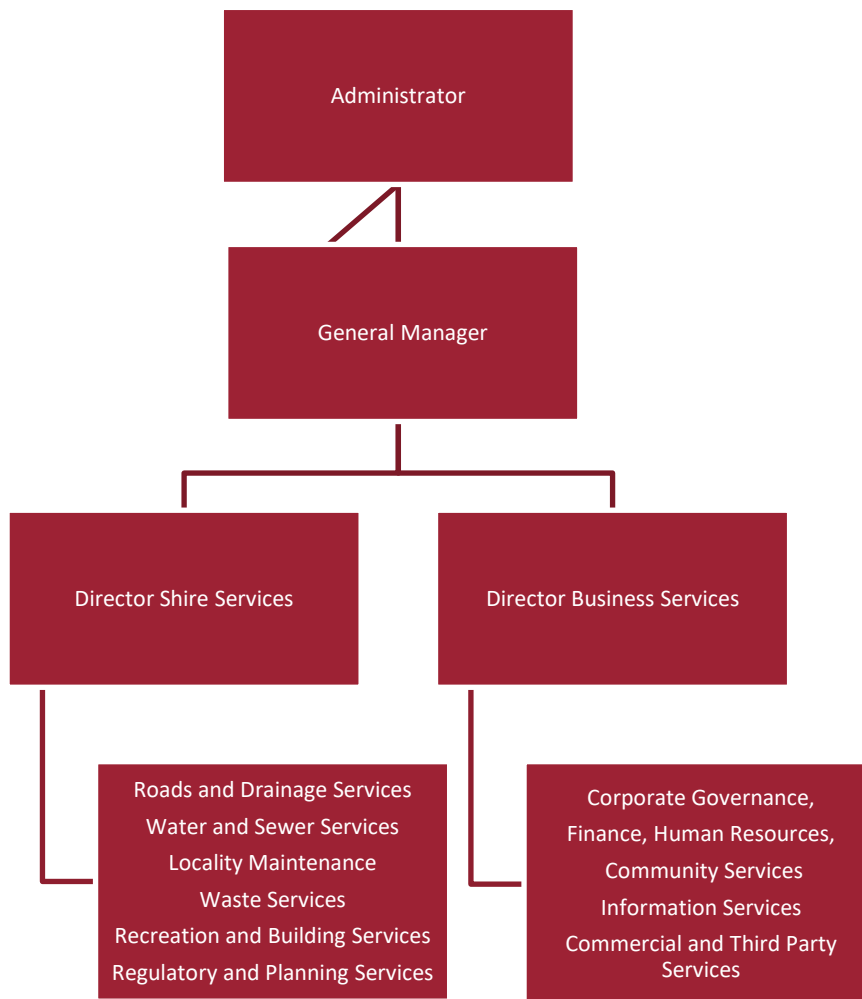 Administrator
General Manager
Director Shire Services
Director Business Services
Roads and Drainage Services
Water and Sewer Services
Locality Maintenance
Waste Services
Recreation and Building Services
Regulatory and Planning Services
Corporate Governance,
Finance, Human Resources,
Community Services
Information Services
Commercial and Third Party
Services